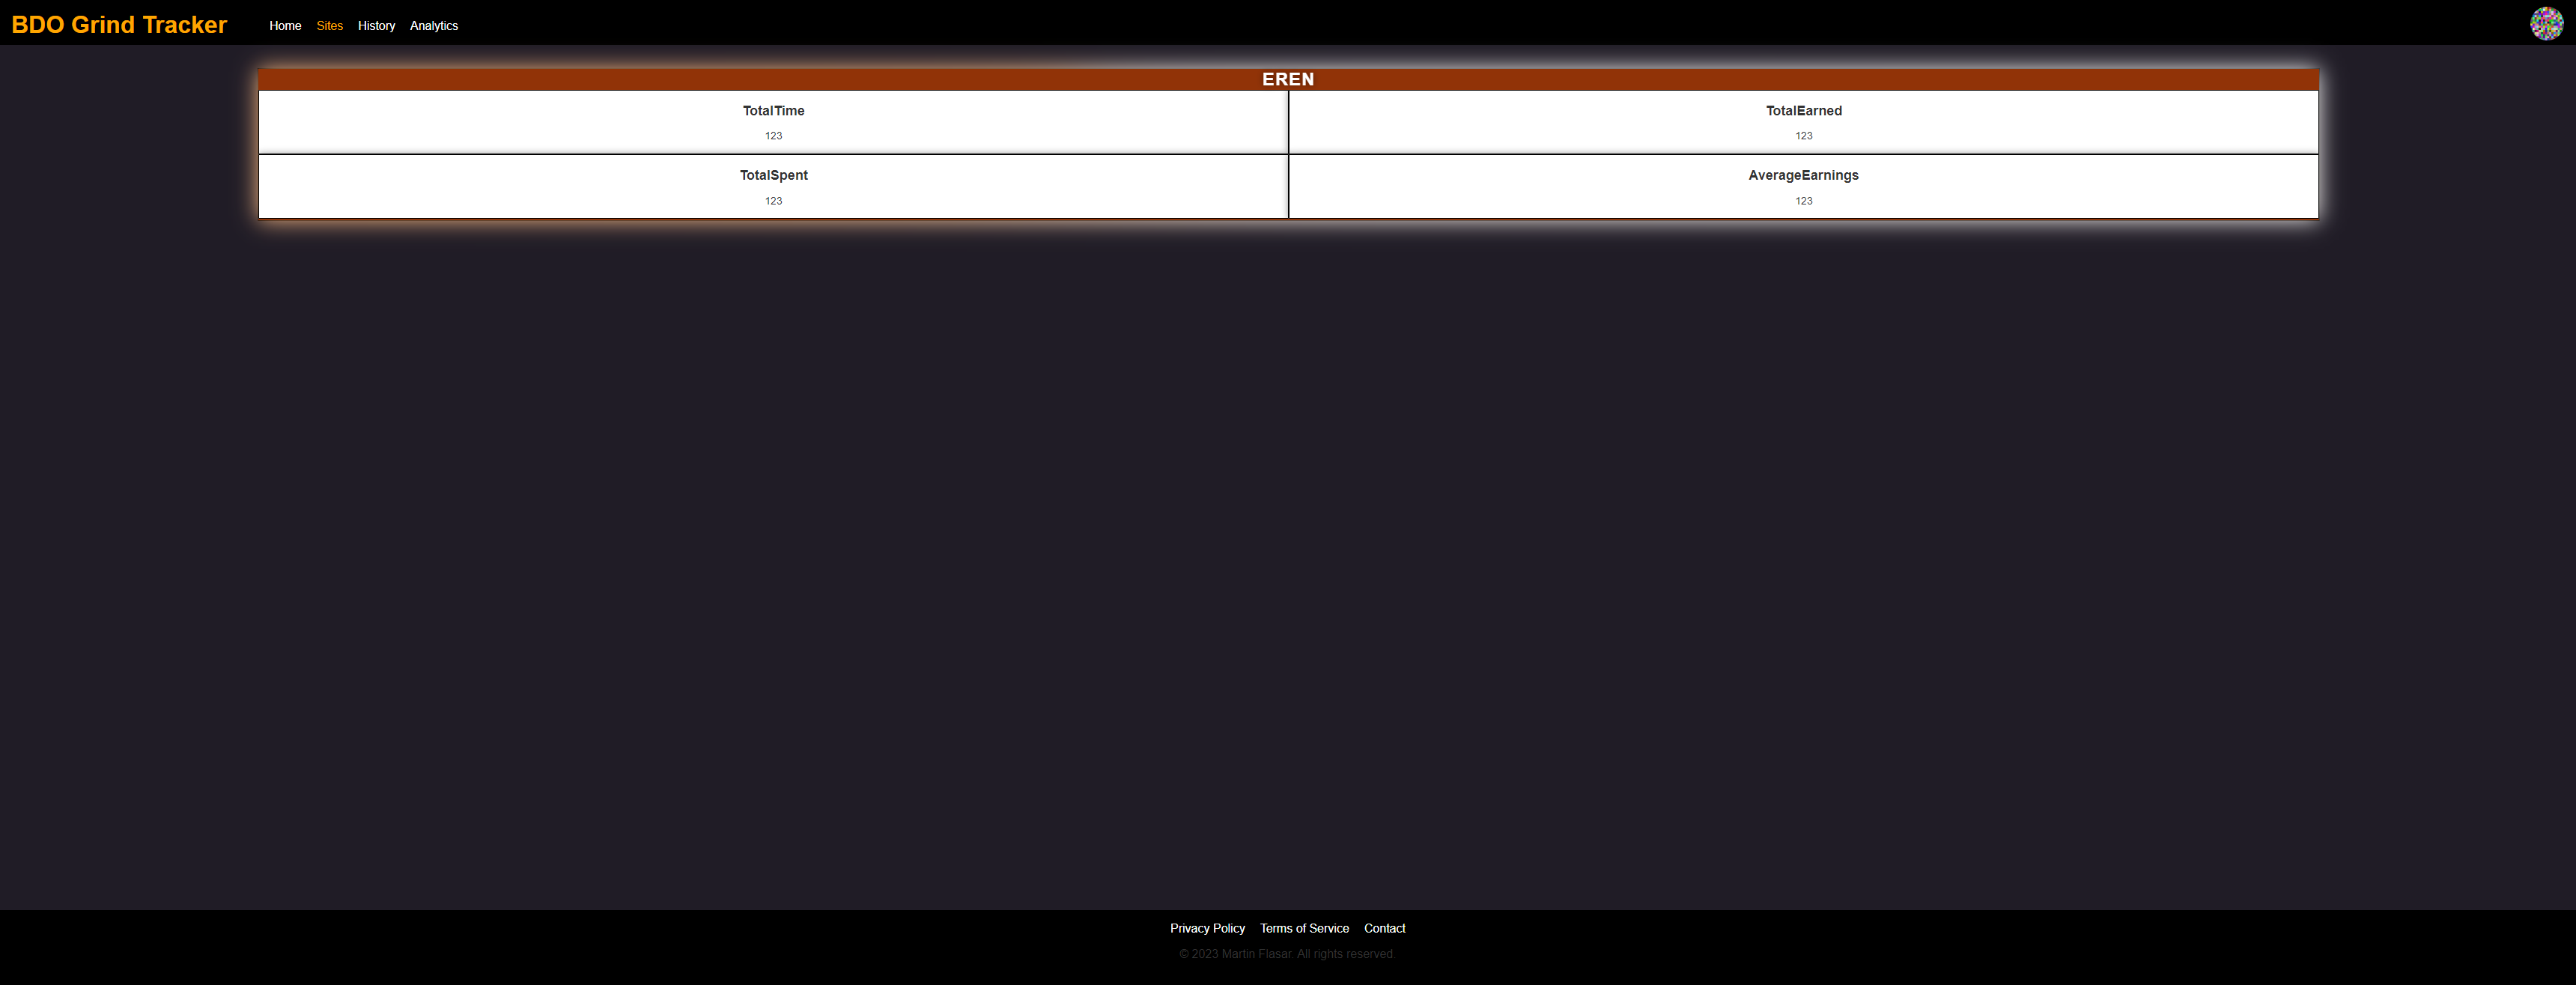 BDO Grind Tracker Home Sites History Analytics
EREN
TotalTime TotalEarned
123 123
TotalSpent AverageEarnings
123 123
Privacy Policy Terms of Service Contact
© 2023 Martin Flasar. All rights reserved.